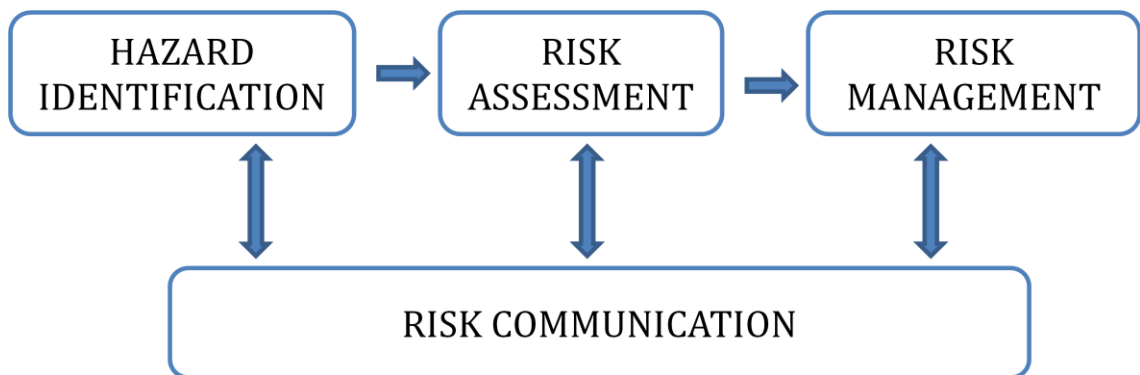 HAZARD
IDENTIFICATION
RISK
ASSESSMENT
RISK
MANAGEMENT
RISK COMMUNICATION